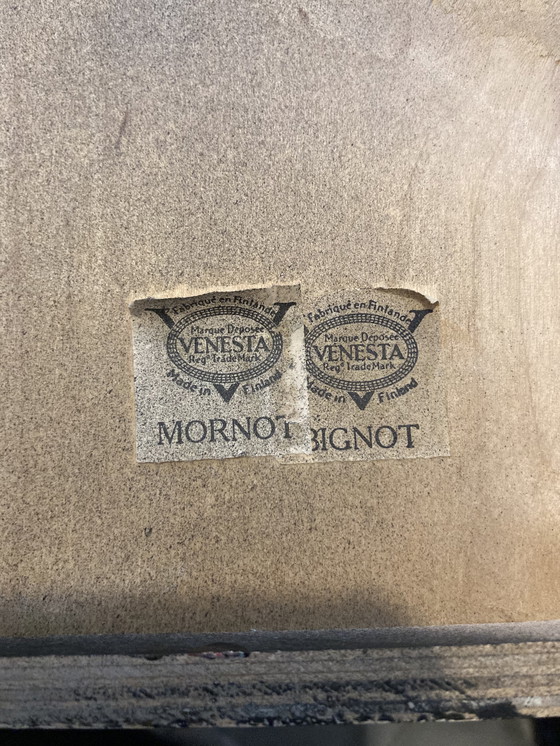 Fabriqué en Finlande
Marque Déposée
VENESTA
Regd Trade Mark
Made in Finland
MORNOT
Fabriqué en Finlande
Marque Déposée
VENESTA
Regd Trade Mark
Made in Finland
BIGNOT